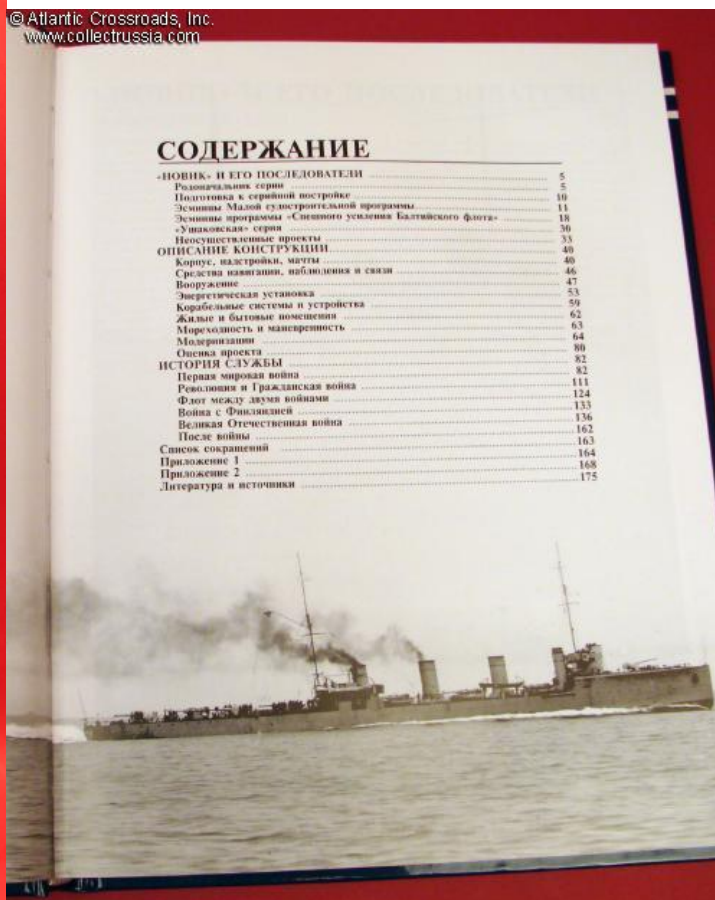 © Atlantic Crossroads, Inc.
www.collectrussia.com
СОДЕРЖАНИЕ
«НОВИК» И ЕГО ПОСЛЕДОВАТЕЛИ 5
Родоначальник серии 5
Подготовка к серийной постройке 10
Эсминцы Малой судостроительной программы 11
Эсминцы программы «Спешного усиления Балтийского флота» 18
«Ушаковская» серия 30
Неосуществленные проекты 33
ОПИСАНИЕ КОНСТРУКЦИИ 40
Корпус, надстройки, мачты 40
Средства навигации, наблюдения и связи 46
Вооружение 47
Энергетическая установка 53
Корабельные системы и устройства 59
Жилые и бытовые помещения 62
Мореходность и маневренность 63
Модернизации 64
Оценка проекта 80
ИСТОРИЯ СЛУЖБЫ 82
Первая мировая война 82
Революция и Гражданская война 111
Флот между двумя войнами 124
Война с Финляндией 133
Великая Отечественная война 136
После войны 162
Список сокращений 163
Приложение 1 164
Приложение 2 168
Литература и источники 175